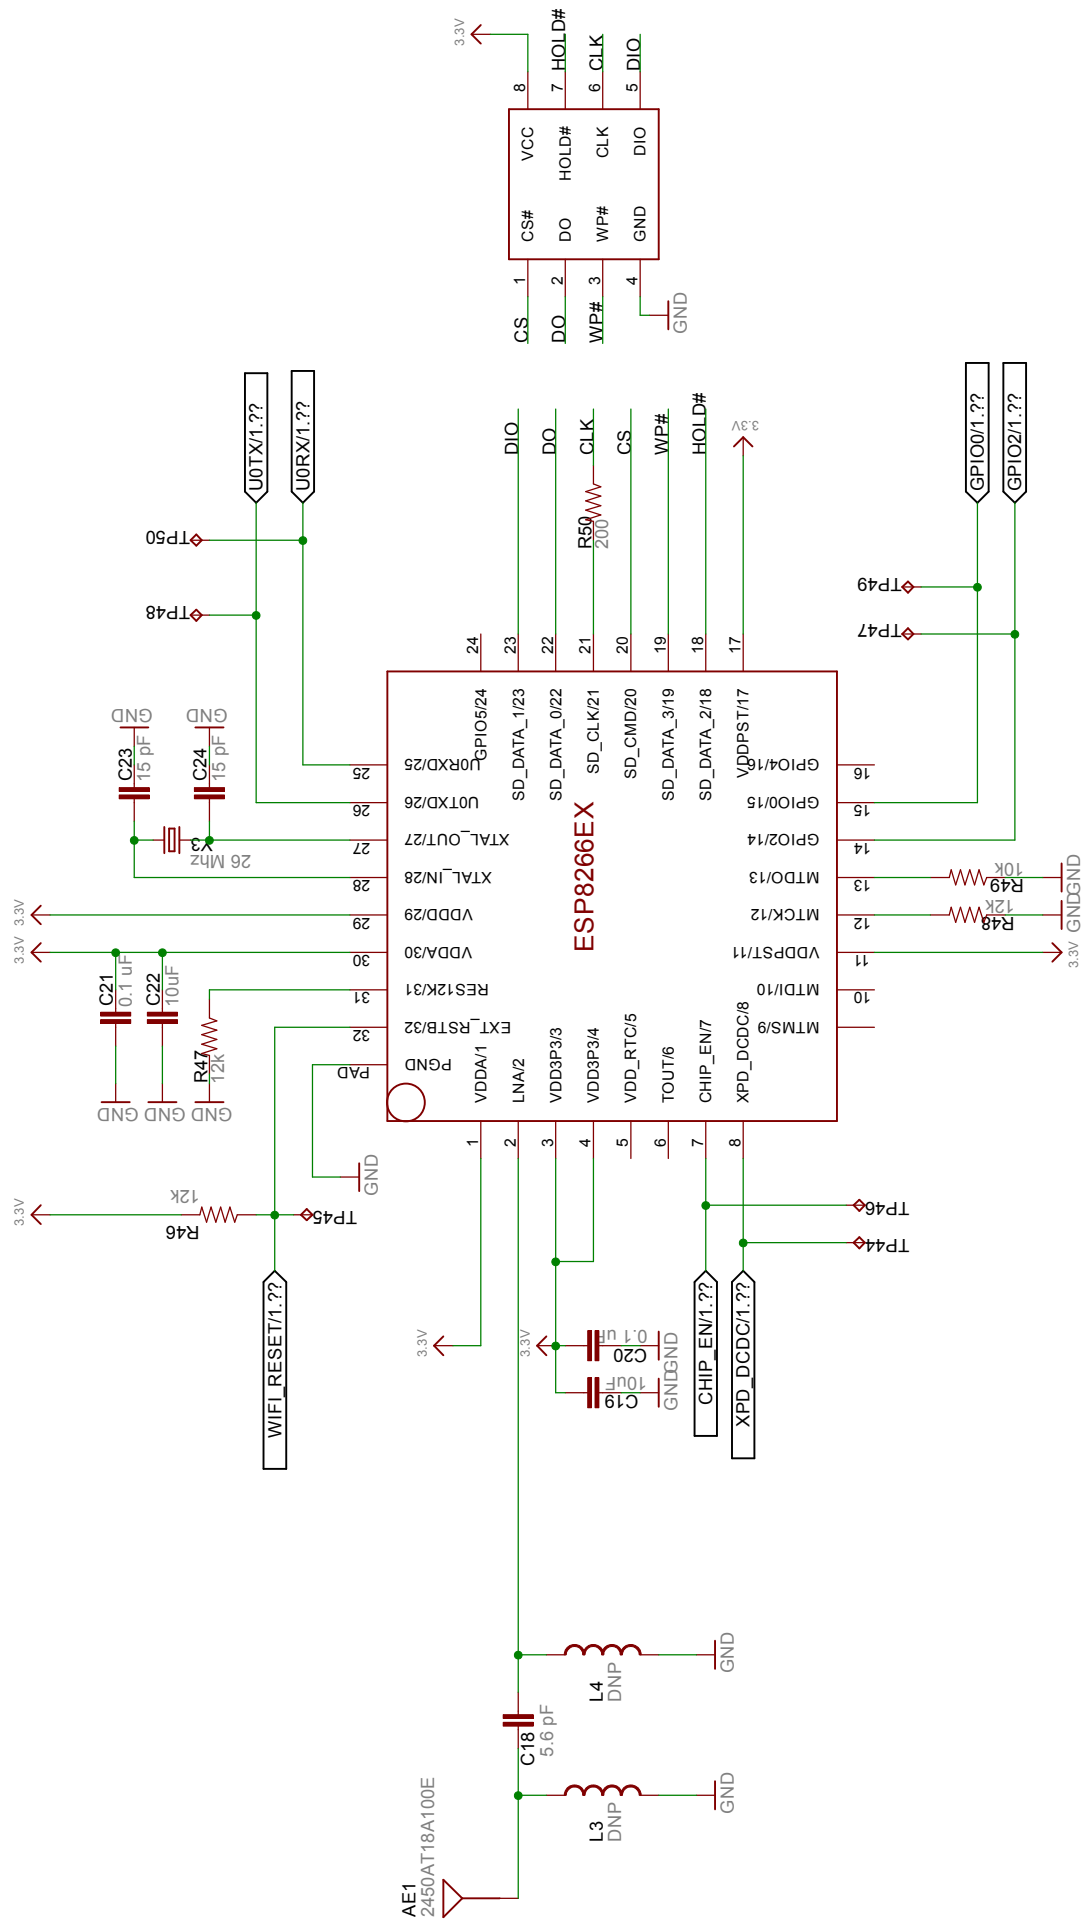 3.3V
HOLD#
CLK
DIO
8
7
6
5
VCC
HOLD#
CLK
DIO
CS#
DO
WP#
GND
1
2
3
4
CS
DO
WP#
GND
U0TX/1.??
U0RX/1.??
GPIO0/1.??
GPIO2/1.??
DIO
DO
CLK
CS
WP#
HOLD#
3.3V
R50
200
TP50
TP48
TP49
TP47
24
23
22
21
20
19
18
17
GPIO5/24
SD_DATA_1/23
SD_DATA_0/22
SD_CLK/21
SD_CMD/20
SD_DATA_3/19
SD_DATA_2/18
VDDPST/17
GND
GND
C23
15 pF
C24
15 pF
Y3
26 Mhz
25
26
27
28
29
30
31
32
PAD
U0RXD/25
U0TXD/26
XTAL_OUT/27
XTAL_IN/28
VDDD/29
VDDA/30
RES12K/31
EXT_RSTB/32
PGND
ESP8266EX
GPIO4/16
GPIO0/15
GPIO2/14
MTDO/13
MTCK/12
VDDPST/11
MTDI/10
MTMS/9
16
15
14
13
12
11
10
10k
R49
GND
12k
R48
GND
3.3V
3.3V
3.3V
C21
0.1 uF
C22
10uF
R47
12k
GND
GND
GND
VDDA/1
LNA/2
VDD3P3/3
VDD3P3/4
VDD_RTC/5
TOUT/6
CHIP_EN/7
XPD_DCDC/8
1
2
3
4
5
6
7
8
GND
3.3V
12k
R46
TP45
TP46
TP44
WIFI_RESET/1.??
CHIP_EN/1.??
XPD_DCDC/1.??
3.3V
3.3V
0.1 uF
C20
GND
10uF
C19
GND
L4
DNP
GND
C18
5.6 pF
L3
DNP
GND
AE1
2450AT18A100E